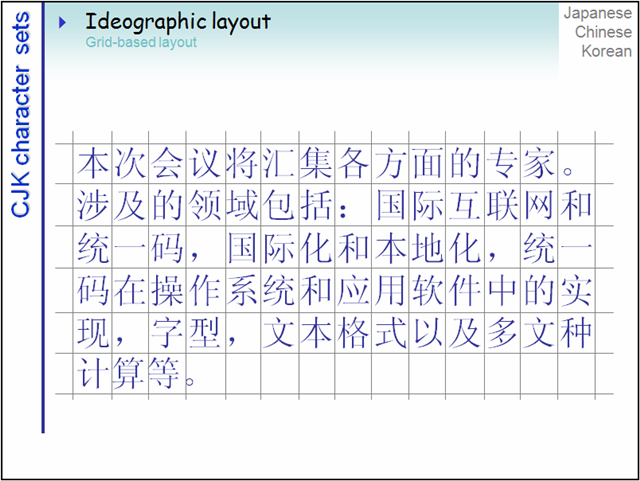 CJK character sets
Ideographic layout
Grid-based layout
Japanese
Chinese
Korean
本次会议将汇集各方面的专家。
涉及的领域包括：国际互联网和
统一码，国际化和本地化，统一
码在操作系统和应用软件中的实
现，字型，文本格式以及多文种
计算等。